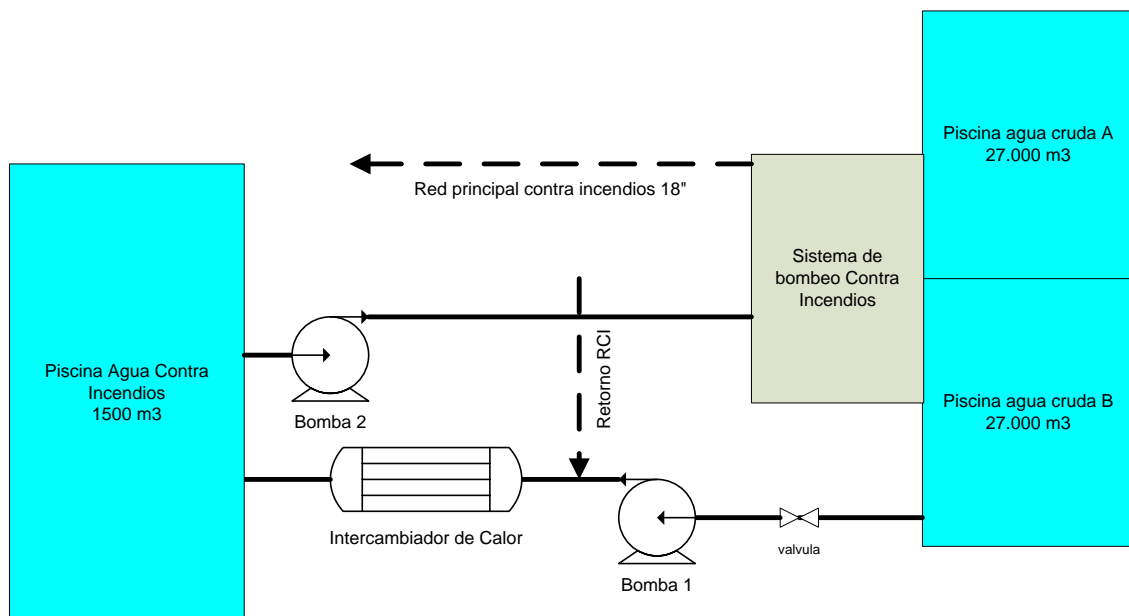 Piscina agua cruda A
27.000 m3
Red principal contra incendios 18"
Sistema de
bombeo Contra
Incendios
Piscina Agua Contra
Incendios
1500 m3
Bomba 2
Retorno RCI
Piscina agua cruda B
27.000 m3
Intercambiador de Calor
valvula
Bomba 1